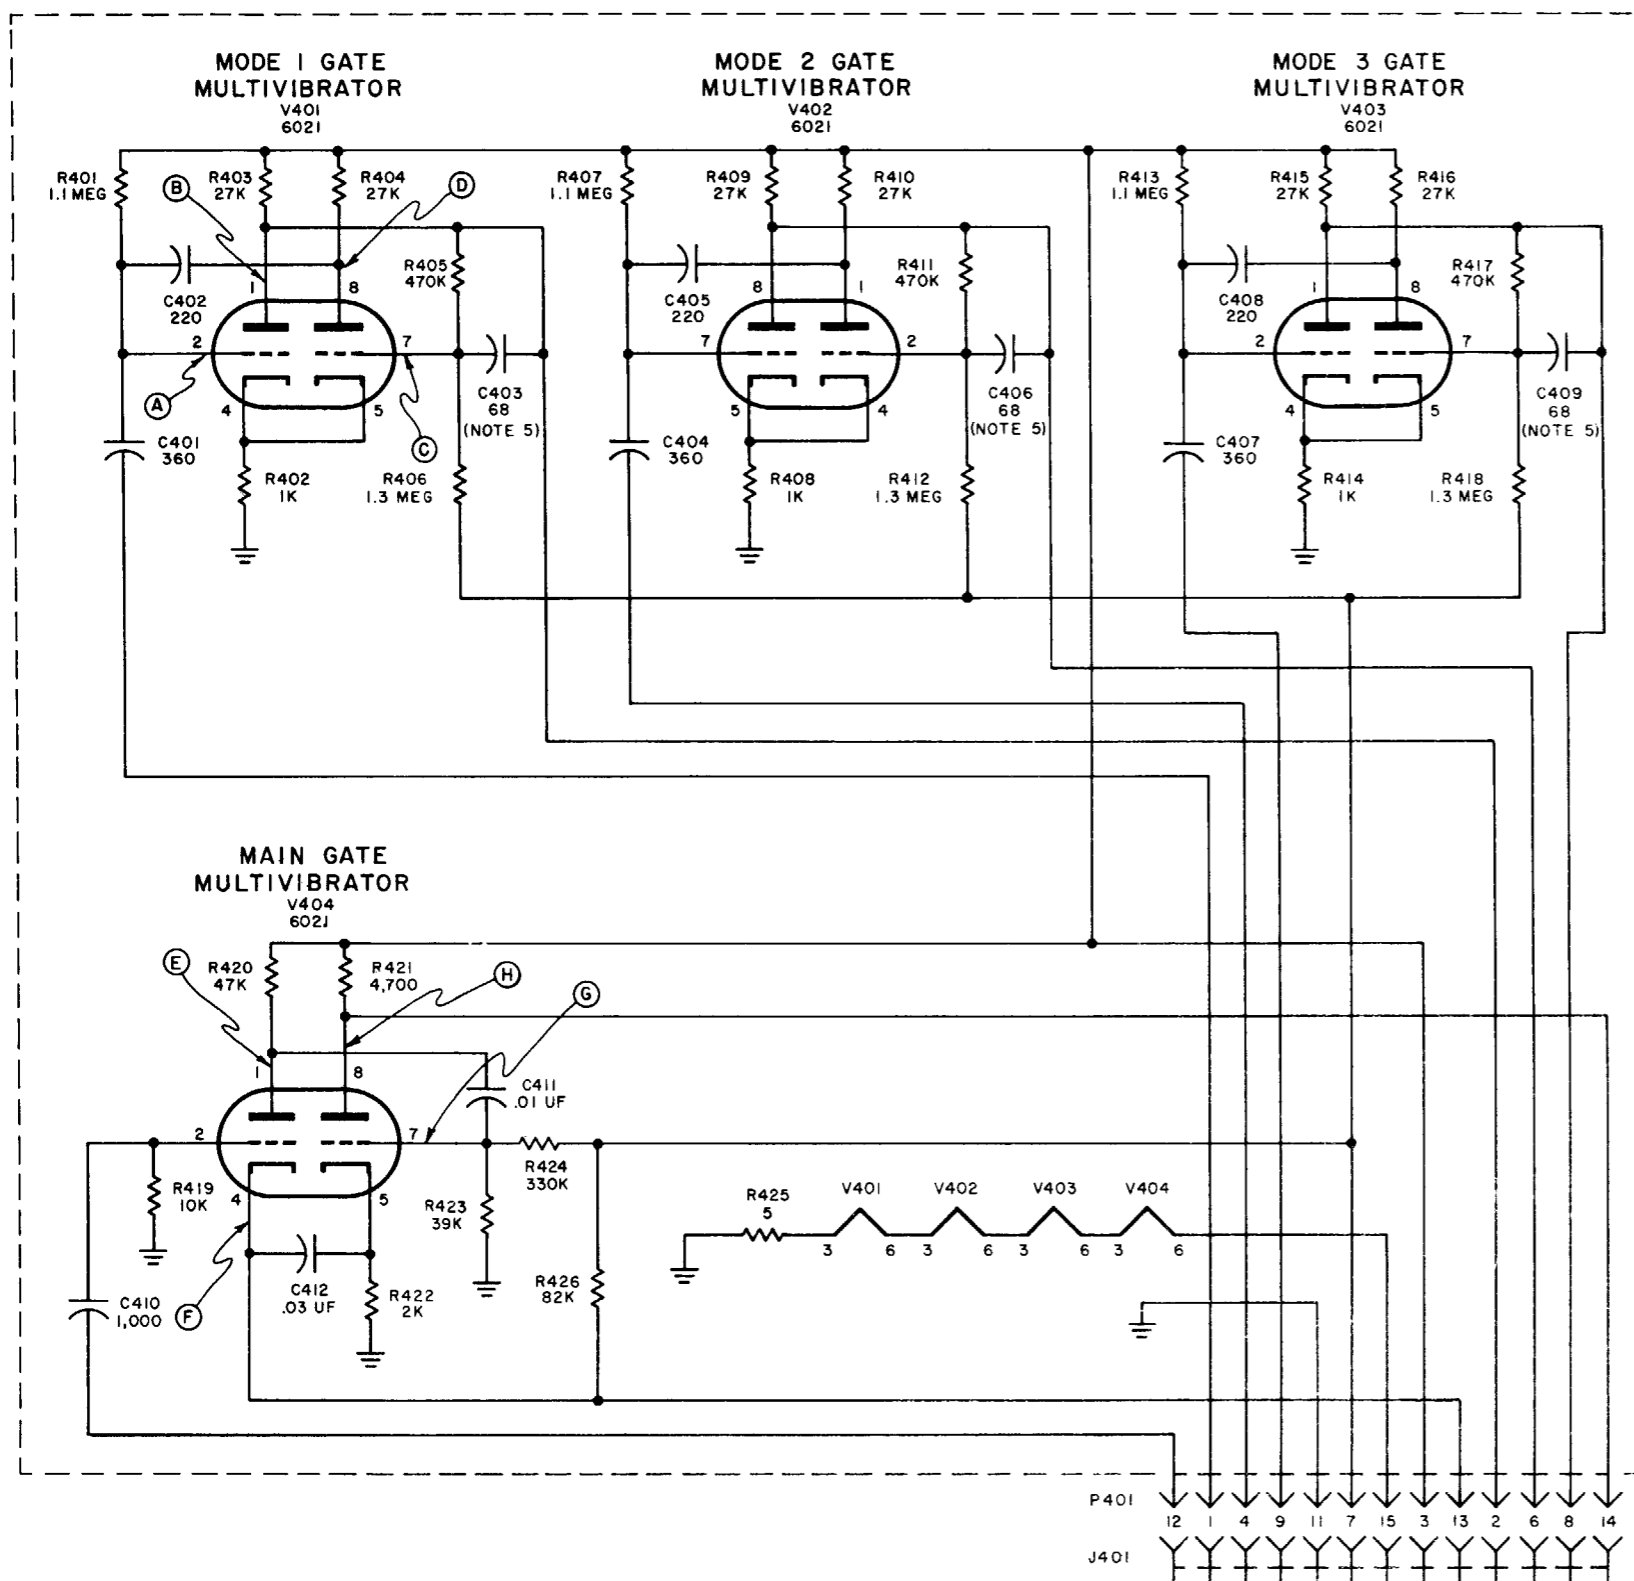 MODE 1 GATE
MULTIVIBRATOR
V401
6021
MODE 2 GATE
MULTIVIBRATOR
V402
6021
MODE 3 GATE
MULTIVIBRATOR
V403
6021
R401
1.1 MEG
B
R403
27K
R404
27K
D
R407
1.1 MEG
R409
27K
R410
27K
R413
1.1 MEG
R415
27K
R416
27K
C402
220
1
8
R405
470K
C405
220
8
1
R411
470K
C408
220
1
8
R417
470K
2
7
7
2
2
7
A
4
5
C403
68
(NOTE 5)
5
4
C406
68
(NOTE 5)
4
5
C409
68
(NOTE 5)
C401
360
C
C404
360
C407
360
R402
1K
R406
1.3 MEG
R408
1K
R412
1.3 MEG
R414
1K
R418
1.3 MEG
MAIN GATE
MULTIVIBRATOR
V404
6021
E
R420
47K
R421
4,700
H
G
1
8
C411
.01 UF
2
7
R424
330K
R419
10K
4
5
R423
39K
R425
5
V401
V402
V403
V404
3
6
3
6
3
6
3
6
C412
.03 UF
R422
2K
R426
82K
C410
1,000
F
P401
12 1 4 9 11 7 15 3 13 2 6 8 14
J401